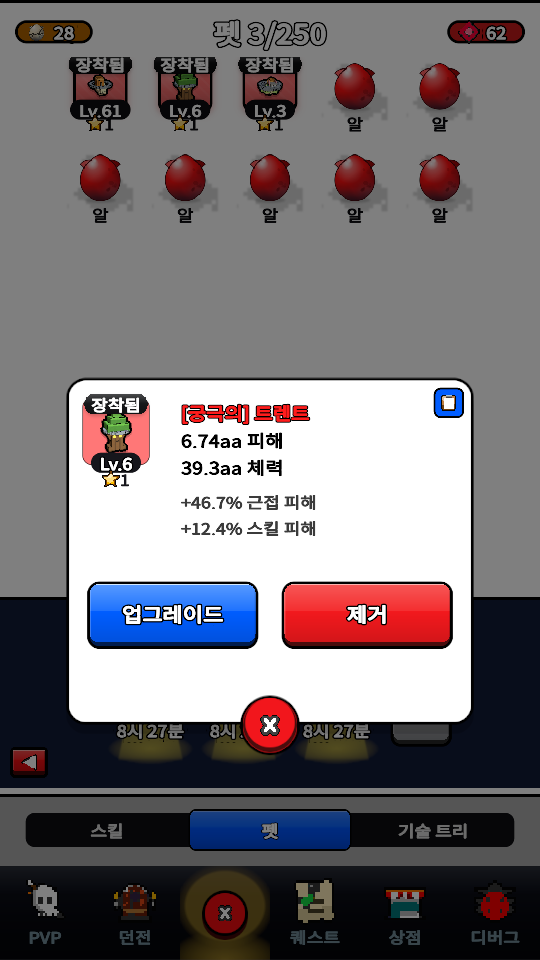 28
펫 3/250
62
장착됨
장착됨
장착됨
Lv.61
Lv.6
Lv.3
1
1
1
알
알
알
알
알
알
알
장착됨
Lv.6
1
[궁극의] 트렌트
6.74aa 피해
39.3aa 체력
+46.7% 근접 피해
+12.4% 스킬 피해
업그레이드
제거
8시 27분
8시
27분
스킬
펫
기술 트리
PVP
던전
퀘스트
상점
디버그